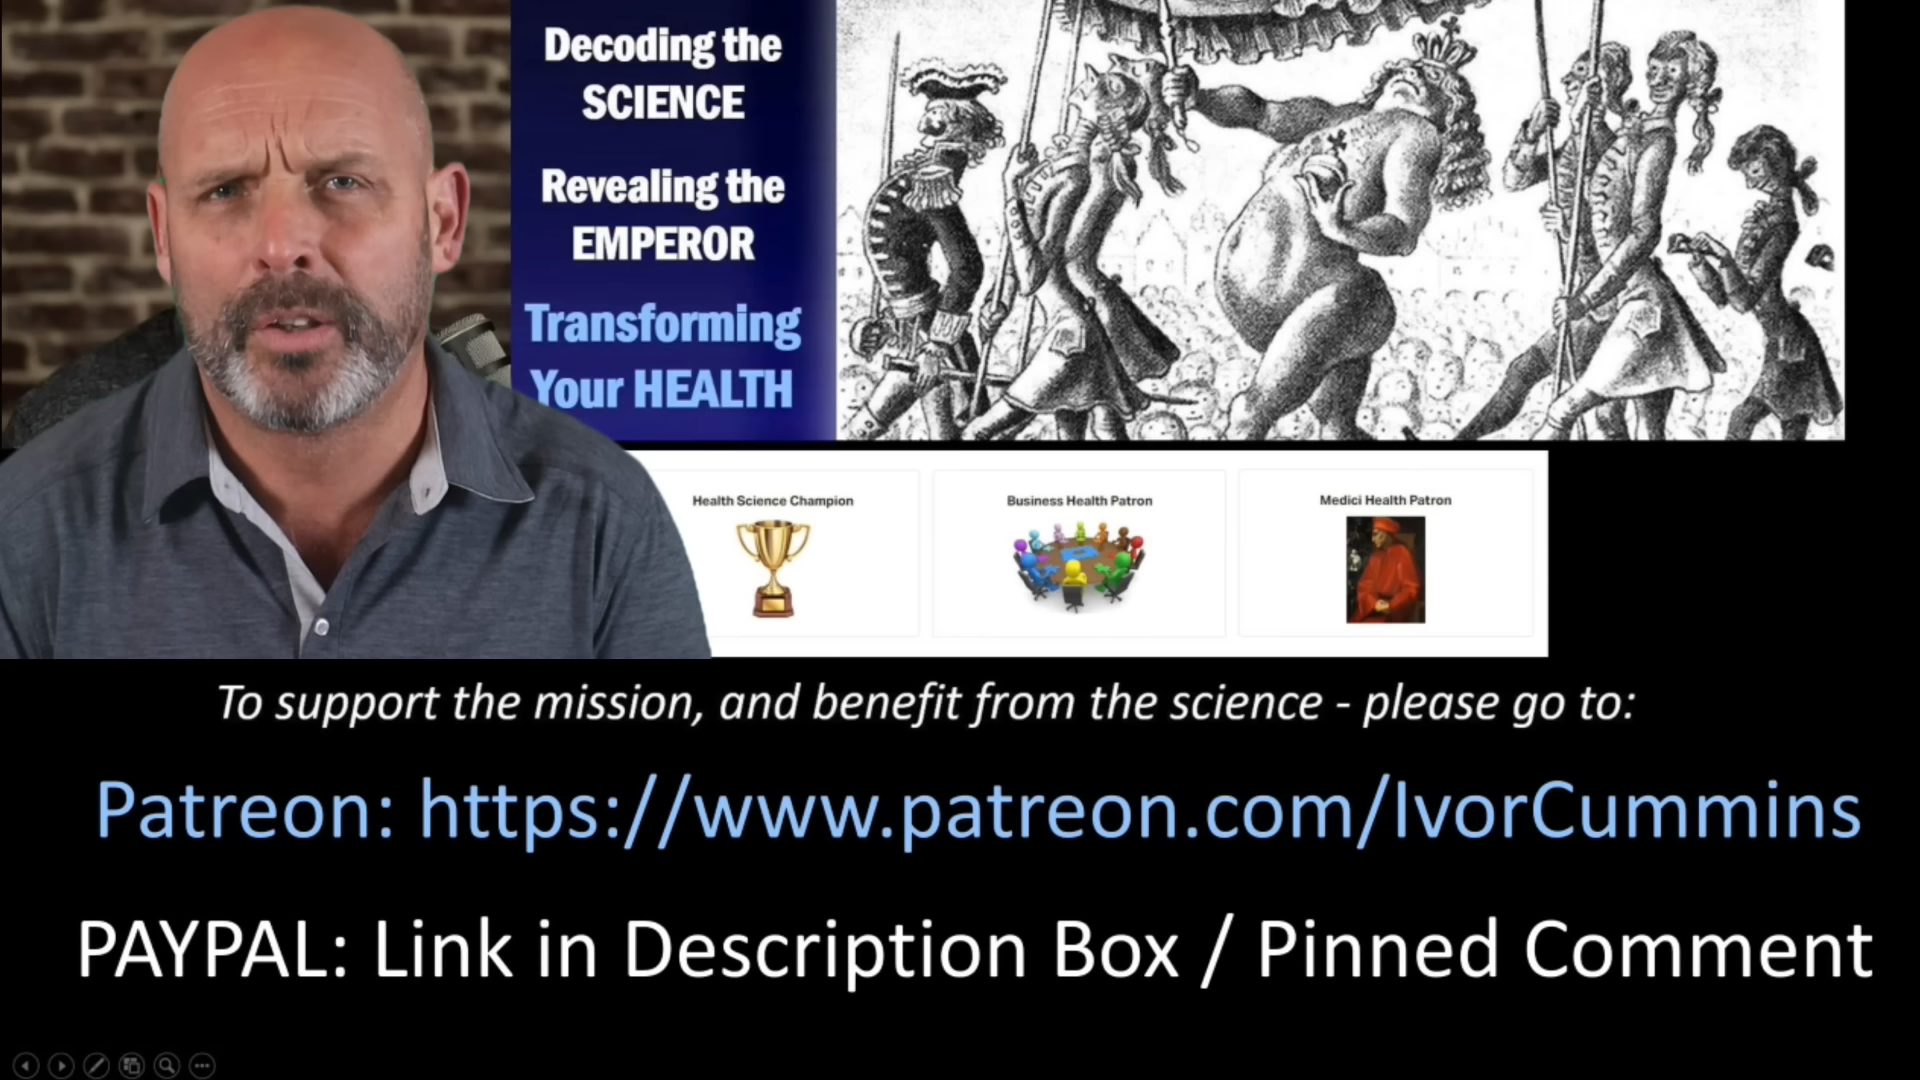 Decoding the
SCIENCE
Revealing the
EMPEROR
Transforming
Your HEALTH
Health Science Champion
Business Health Patron
Medici Health Patron
To support the mission, and benefit from the science - please go to:
Patreon: https://www.patreon.com/IvorCummins
PAYPAL: Link in Description Box / Pinned Comment